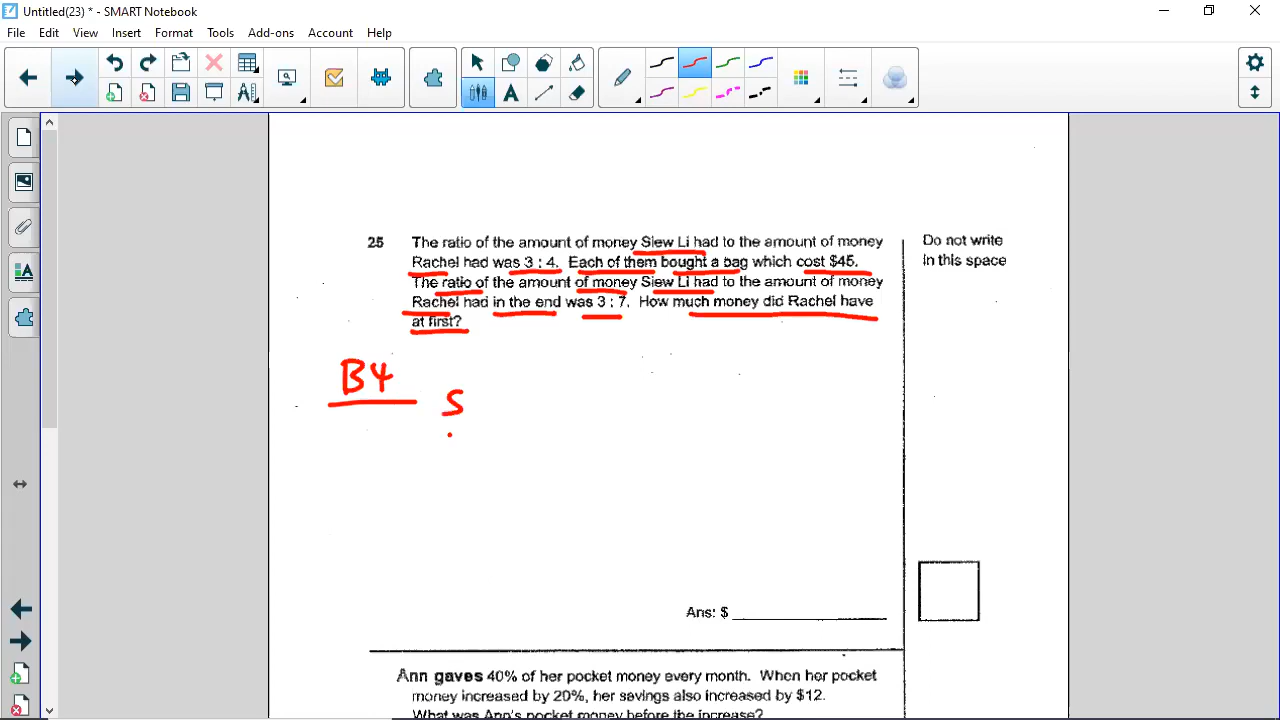 Untitled(23) * - SMART Notebook
File Edit View Insert Format Tools Add-ons Account Help
25 The ratio of the amount of money Siew Li had to the amount of money
Rachel had was 3 : 4. Each of them bought a bag which cost $45.
The ratio of the amount of money Siew Li had to the amount of money
Rachel had in the end was 3 : 7. How much money did Rachel have
at first?
Do not write
in this space
B4
S
Ans: $
Ann gaves 40% of her pocket money every month. When her pocket
money increased by 20%, her savings also increased by $12.
What was Ann's pocket money before the increase?